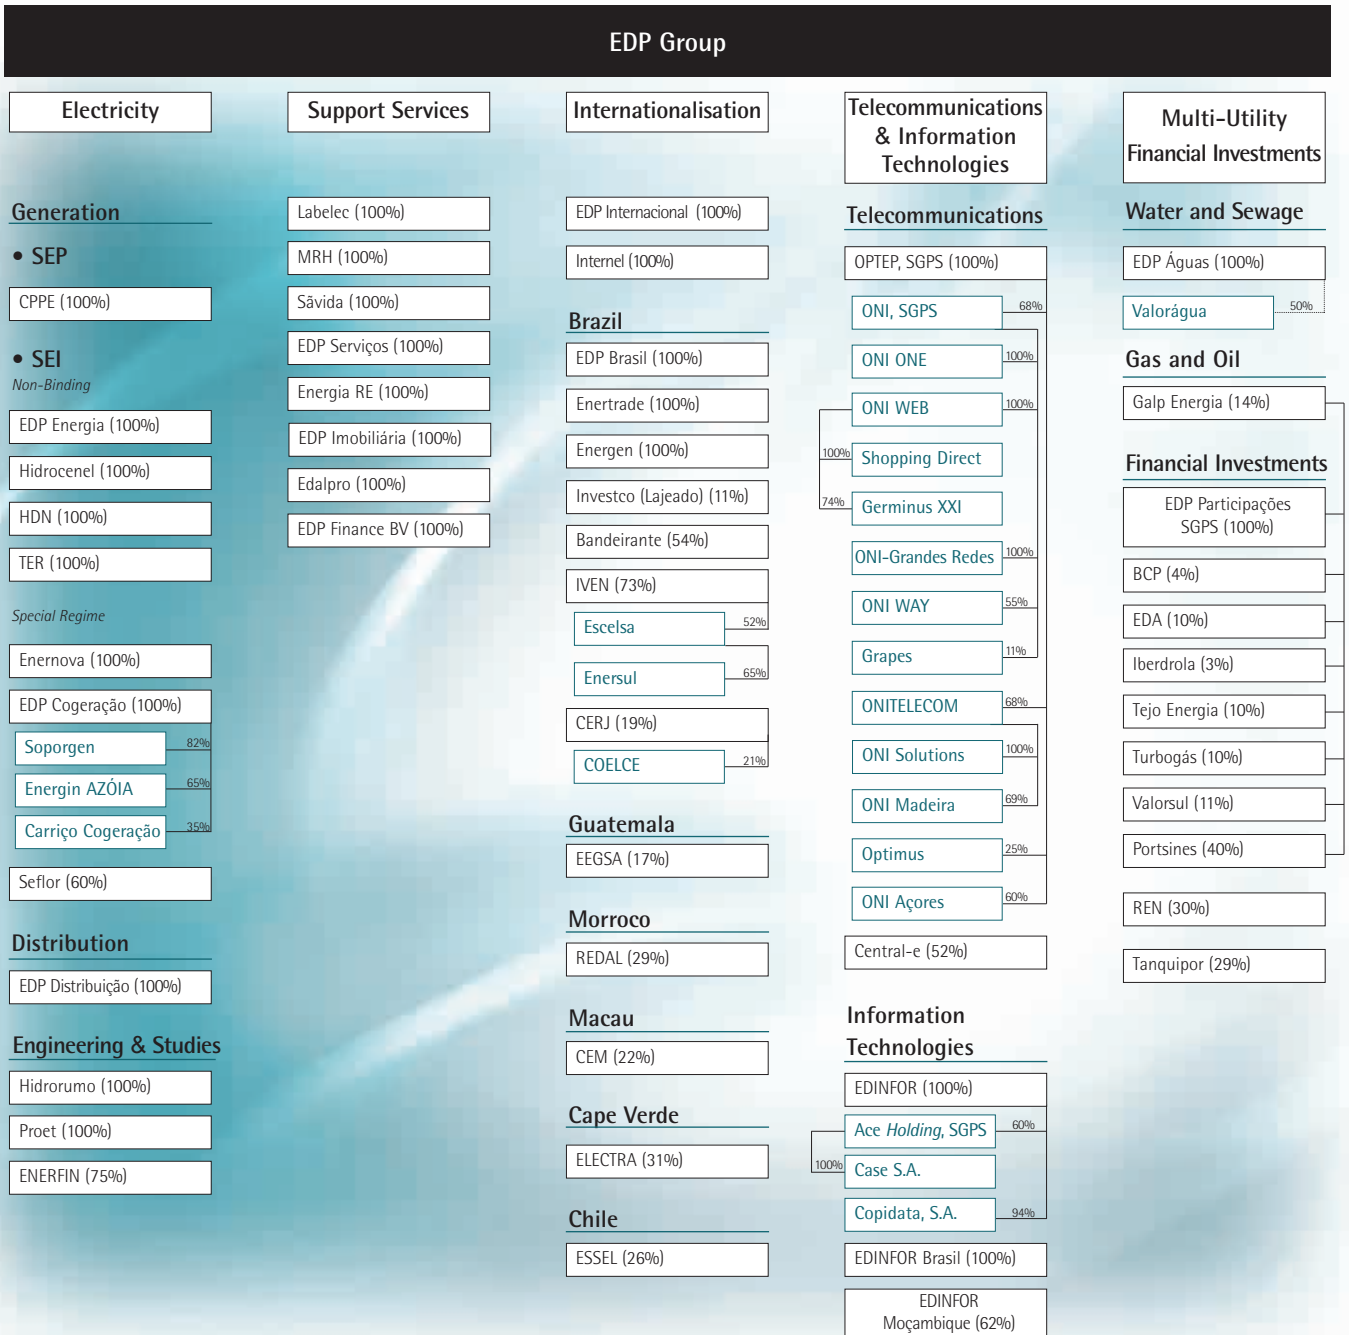 EDP Group
Electricity
Generation
• SEP
CPPE (100%)
• SEI
Non-Binding
EDP Energia (100%)
Hidrocenel (100%)
HDN (100%)
TER (100%)
Special Regime
Enernova (100%)
EDP Cogeração (100%)
Soporgen 82%
Energin AZÓIA 65%
Carriço Cogeração 35%
Seflor (60%)
Distribution
EDP Distribuição (100%)
Engineering & Studies
Hidrorumo (100%)
Proet (100%)
ENERFIN (75%)
Support Services
Labelec (100%)
MRH (100%)
Sãvida (100%)
EDP Serviços (100%)
Energia RE (100%)
EDP Imobiliária (100%)
Edalpro (100%)
EDP Finance BV (100%)
Internationalisation
EDP Internacional (100%)
Internel (100%)
Brazil
EDP Brasil (100%)
Enertrade (100%)
Energen (100%)
Investco (Lajeado) (11%)
Bandeirante (54%)
IVEN (73%)
Escelsa 52%
Enersul 65%
CERJ (19%)
COELCE 21%
Guatemala
EEGSA (17%)
Morroco
REDAL (29%)
Macau
CEM (22%)
Cape Verde
ELECTRA (31%)
Chile
ESSEL (26%)
Telecommunications
& Information
Technologies
Telecommunications
OPTEP, SGPS (100%)
ONI, SGPS 68%
ONI ONE 100%
ONI WEB 100%
100% Shopping Direct
74% Germinus XXI
ONI-Grandes Redes 100%
ONI WAY 55%
Grapes 11%
ONITELECOM 68%
ONI Solutions 100%
ONI Madeira 69%
Optimus 25%
ONI Açores 60%
Central-e (52%)
Information
Technologies
EDINFOR (100%)
Ace Holding, SGPS 60%
100% Case S.A.
Copidata, S.A. 94%
EDINFOR Brasil (100%)
EDINFOR
Moçambique (62%)
Multi-Utility
Financial Investments
Water and Sewage
EDP Águas (100%)
Valorágua 50%
Gas and Oil
Galp Energia (14%)
Financial Investments
EDP Participações
SGPS (100%)
BCP (4%)
EDA (10%)
Iberdrola (3%)
Tejo Energia (10%)
Turbogás (10%)
Valorsul (11%)
Portsines (40%)
REN (30%)
Tanquipor (29%)